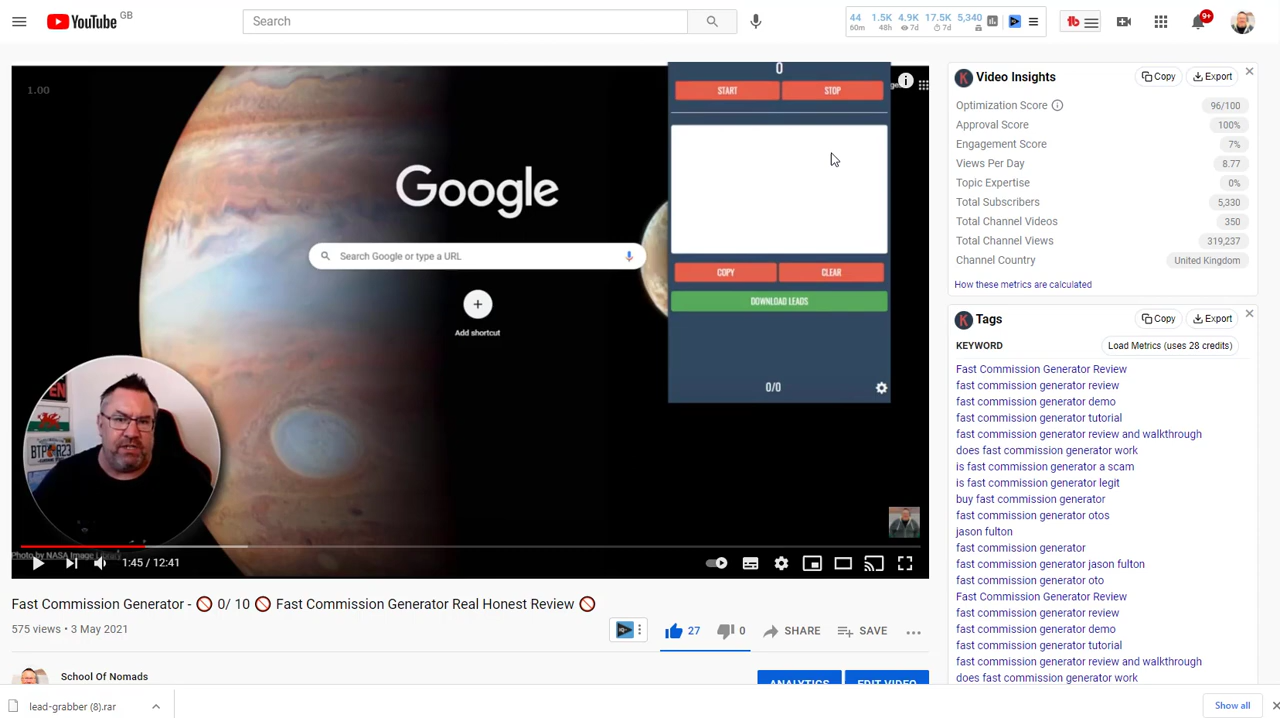 YouTube GB
Search
44 1.5K 4.9K 17.5K 5,340
60m 48h 7d 7d
tb
9+
1.00
0
START STOP
Google
Search Google or type a URL
Add shortcut
COPY CLEAR
DOWNLOAD LEADS
0/0
BTP R23
Photo by NASA Image Library
1:45 / 12:41
Fast Commission Generator - 🚫 0/ 10 🚫 Fast Commission Generator Real Honest Review 🚫
575 views • 3 May 2021
27 0 SHARE SAVE
School Of Nomads
ANALYTICS EDIT VIDEO
Video Insights Copy Export
Optimization Score 96/100
Approval Score 100%
Engagement Score 7%
Views Per Day 8.77
Topic Expertise 0%
Total Subscribers 5,330
Total Channel Videos 350
Total Channel Views 319,237
Channel Country United Kingdom
How these metrics are calculated
Tags Copy Export
KEYWORD Load Metrics (uses 28 credits)
Fast Commission Generator Review
fast commission generator review
fast commission generator demo
fast commission generator tutorial
fast commission generator review and walkthrough
does fast commission generator work
is fast commission generator a scam
is fast commission generator legit
buy fast commission generator
fast commission generator otos
jason fulton
fast commission generator
fast commission generator jason fulton
fast commission generator oto
Fast Commission Generator Review
fast commission generator review
fast commission generator demo
fast commission generator tutorial
fast commission generator review and walkthrough
does fast commission generator work
lead-grabber (8).rar
Show all